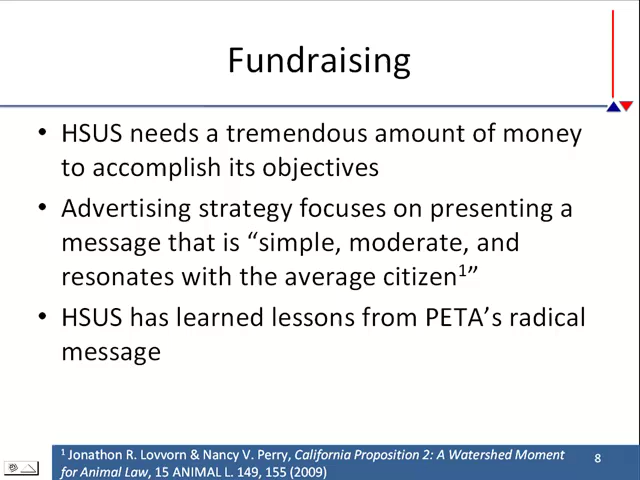 Fundraising
• HSUS needs a tremendous amount of money
to accomplish its objectives
• Advertising strategy focuses on presenting a
message that is “simple, moderate, and
resonates with the average citizen¹”
• HSUS has learned lessons from PETA’s radical
message
¹ Jonathon R. Lovvorn & Nancy V. Perry, California Proposition 2: A Watershed Moment
for Animal Law, 15 ANIMAL L. 149, 155 (2009)
8